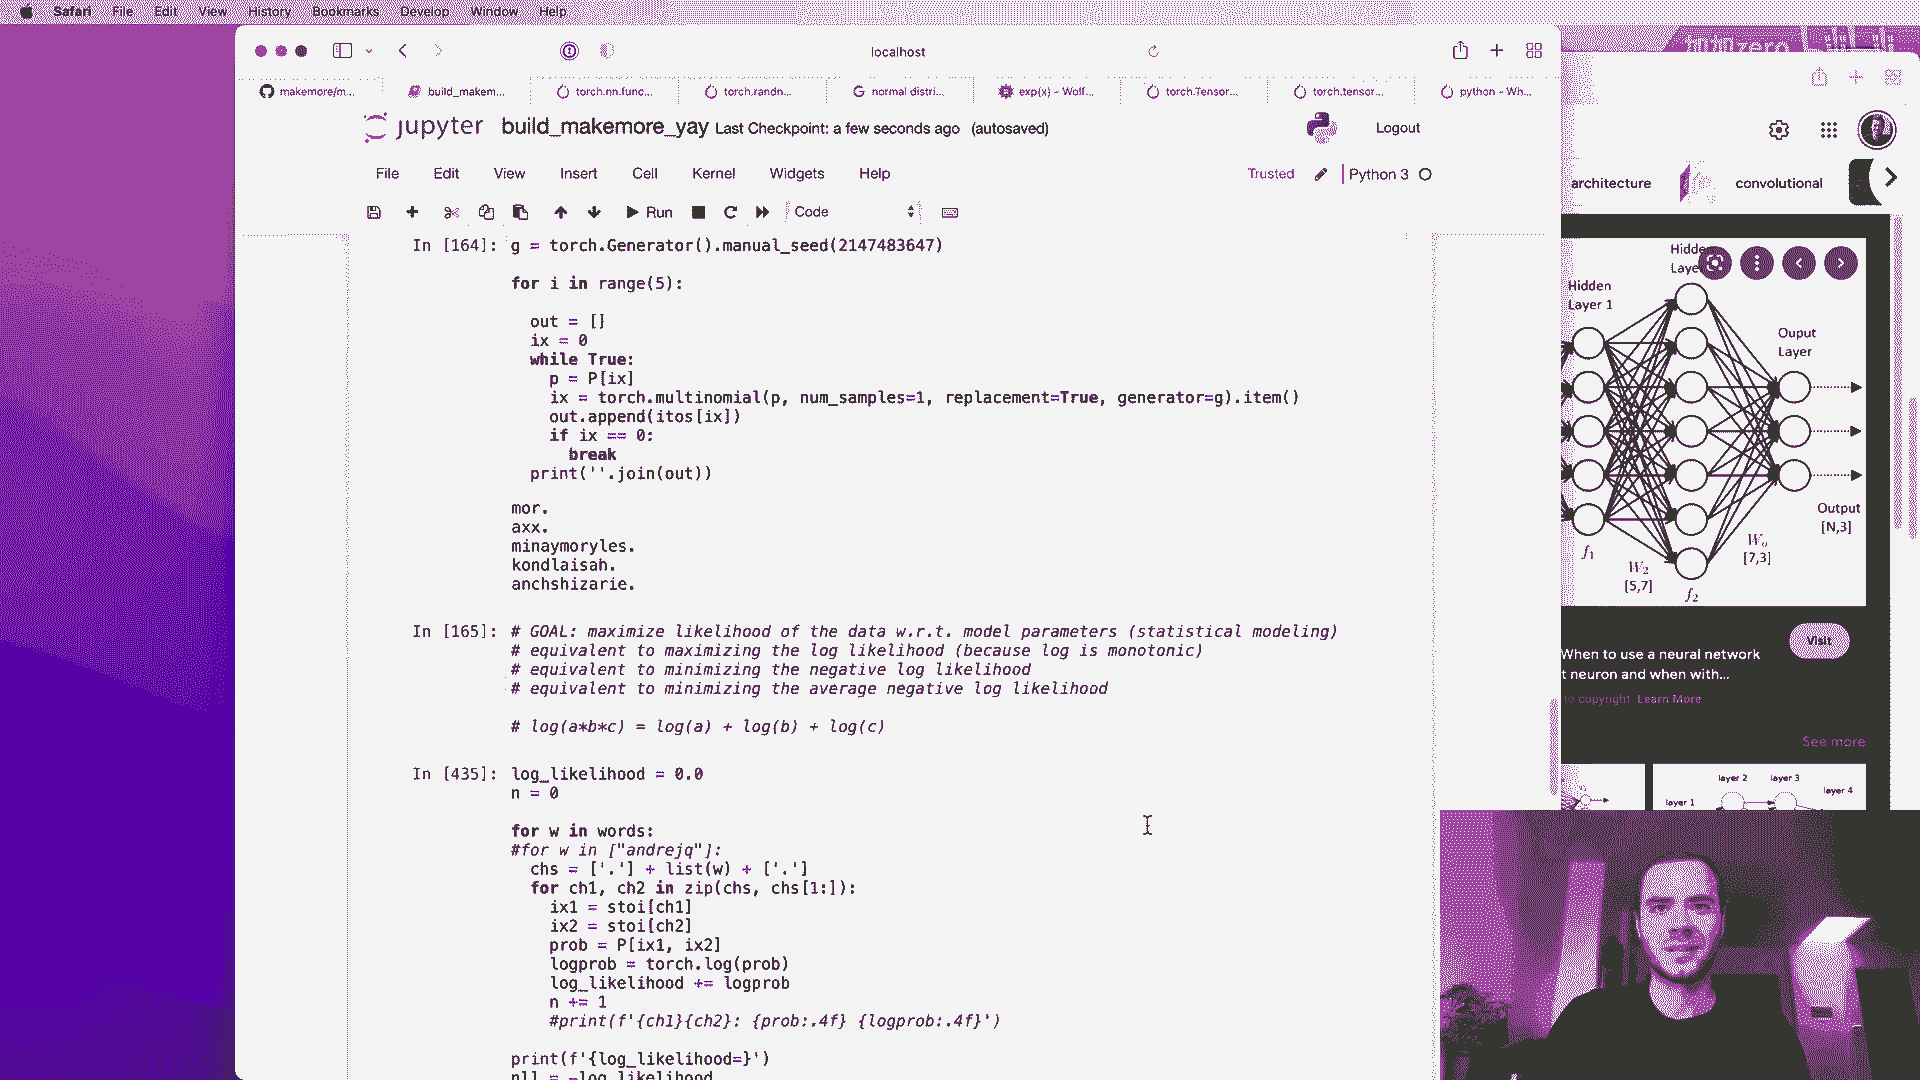 Safari File Edit View History Bookmarks Develop Window Help
localhost
makemore/m... build_makem... torch.nn.func... torch.randn... normal distri... exp(x) - Wolf... torch.Tensor... torch.tensor... python - Wh...
jupyter build_makemore_yay Last Checkpoint: a few seconds ago (autosaved) Logout
File Edit View Insert Cell Kernel Widgets Help Trusted Python 3
Run Code
In [164]: g = torch.Generator().manual_seed(2147483647)
for i in range(5):
out = []
ix = 0
while True:
p = P[ix]
ix = torch.multinomial(p, num_samples=1, replacement=True, generator=g).item()
out.append(itos[ix])
if ix == 0:
break
print(''.join(out))
mor.
axx.
minaymoryles.
kondlaisah.
anchshizarie.
In [165]: # GOAL: maximize likelihood of the data w.r.t. model parameters (statistical modeling)
# equivalent to maximizing the log likelihood (because log is monotonic)
# equivalent to minimizing the negative log likelihood
# equivalent to minimizing the average negative log likelihood
# log(a*b*c) = log(a) + log(b) + log(c)
In [435]: log_likelihood = 0.0
n = 0
for w in words:
#for w in ["andrejq"]:
chs = ['.'] + list(w) + ['.']
for ch1, ch2 in zip(chs, chs[1:]):
ix1 = stoi[ch1]
ix2 = stoi[ch2]
prob = P[ix1, ix2]
logprob = torch.log(prob)
log_likelihood += logprob
n += 1
#print(f'{ch1}{ch2}: {prob:.4f} {logprob:.4f}')
print(f'{log_likelihood=}')
nll = -log_likelihood
architecture convolutional
Hidden
Layer 1
Ouput
Layer
Output
[N,3]
f1
W2
[5,7]
f2
Wo
[7,3]
Visit
When to use a neural network
t neuron and when with...
to copyright Learn More
See more
layer 1 layer 2 layer 3 layer 4